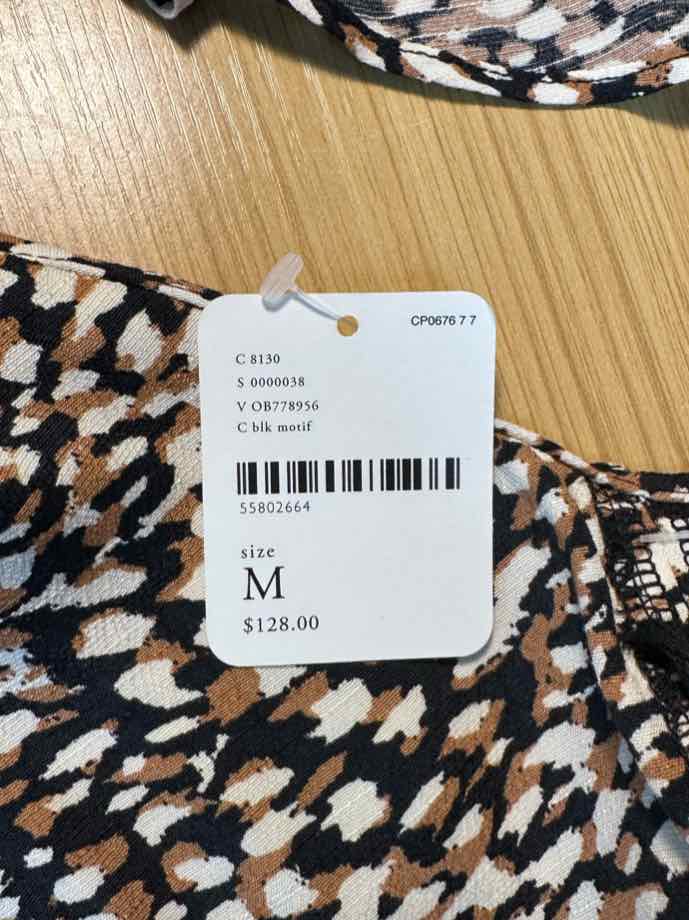 CP0676 7 7
C 8130
S 0000038
V OB778956
C blk motif
55802664
size
M
$128.00